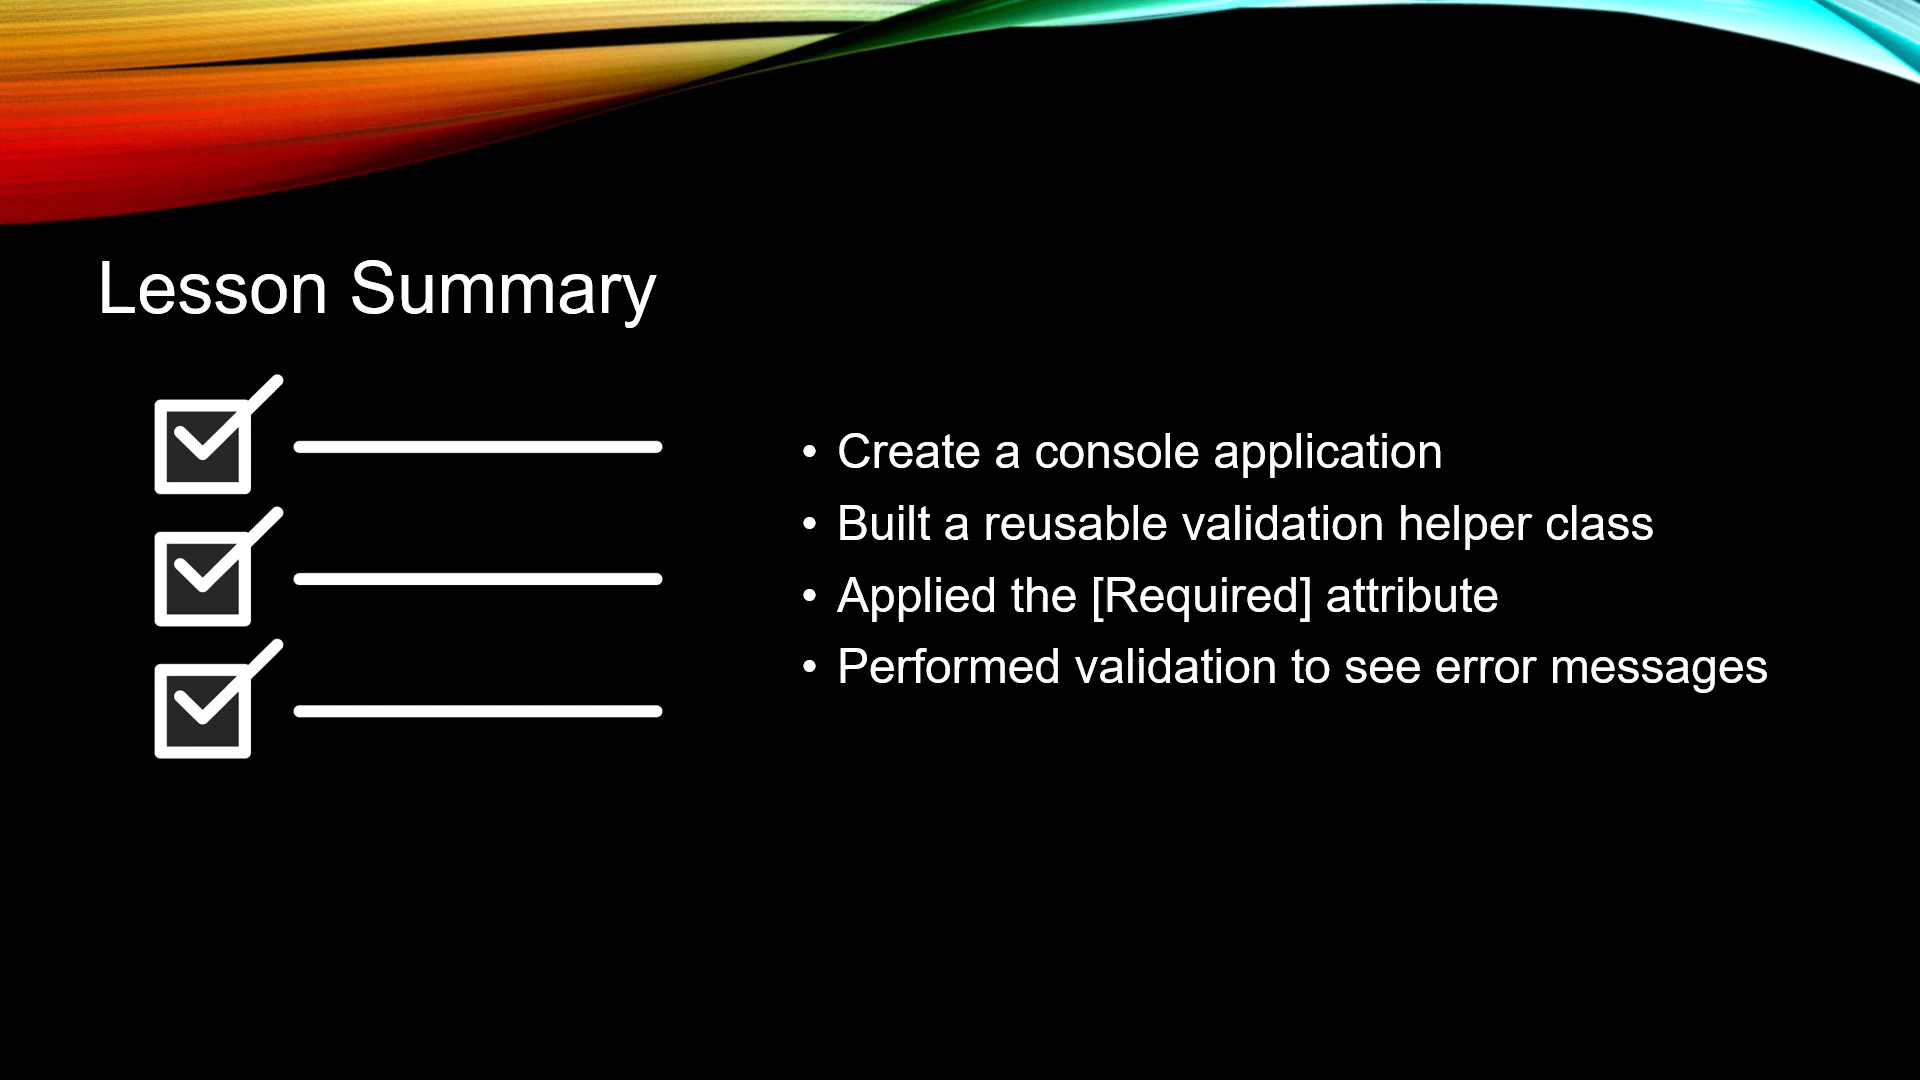 Lesson Summary
• Create a console application
• Built a reusable validation helper class
• Applied the [Required] attribute
• Performed validation to see error messages